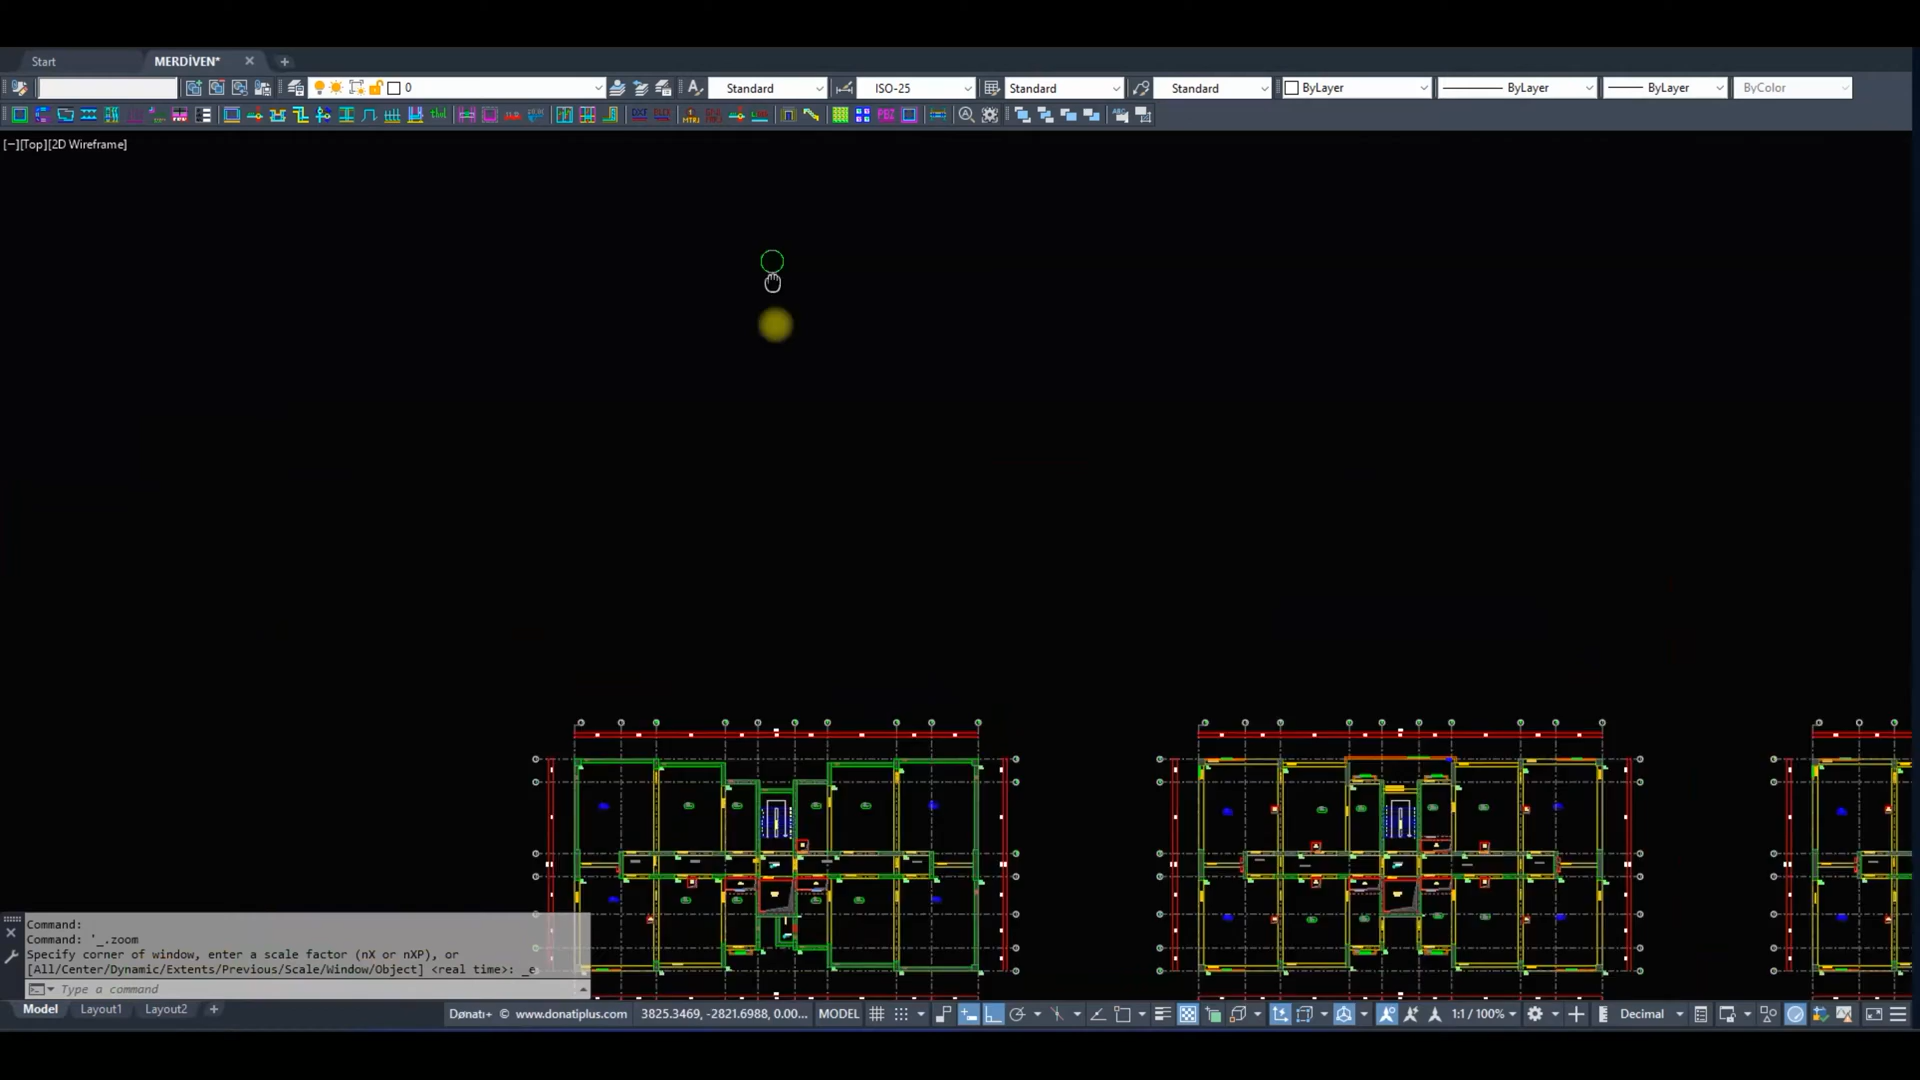 Start
MERDİVEN*
0
Standard
ISO-25
Standard
Standard
ByLayer
ByLayer
ByLayer
ByColor
[−][Top][2D Wireframe]
Command:
Command: '_.zoom
Specify corner of window, enter a scale factor (nX or nXP), or
[All/Center/Dynamic/Extents/Previous/Scale/Window/Object] <real time>: _e
Type a command
Model
Layout1
Layout2
Dønatı+ © www.donatiplus.com
3825.3469, -2821.6988, 0.00...
MODEL
1:1 / 100%
Decimal